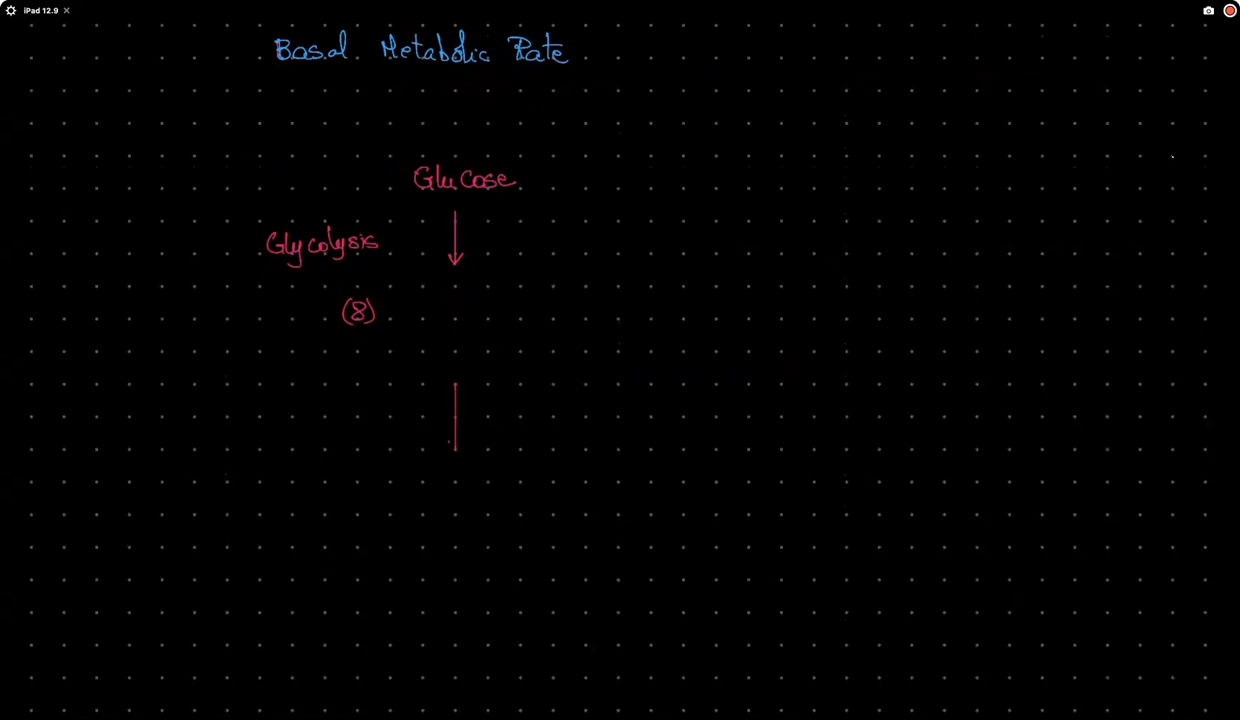 iPad 12.9
Basal Metabolic Rate
Glucose
Glycolysis
(8)